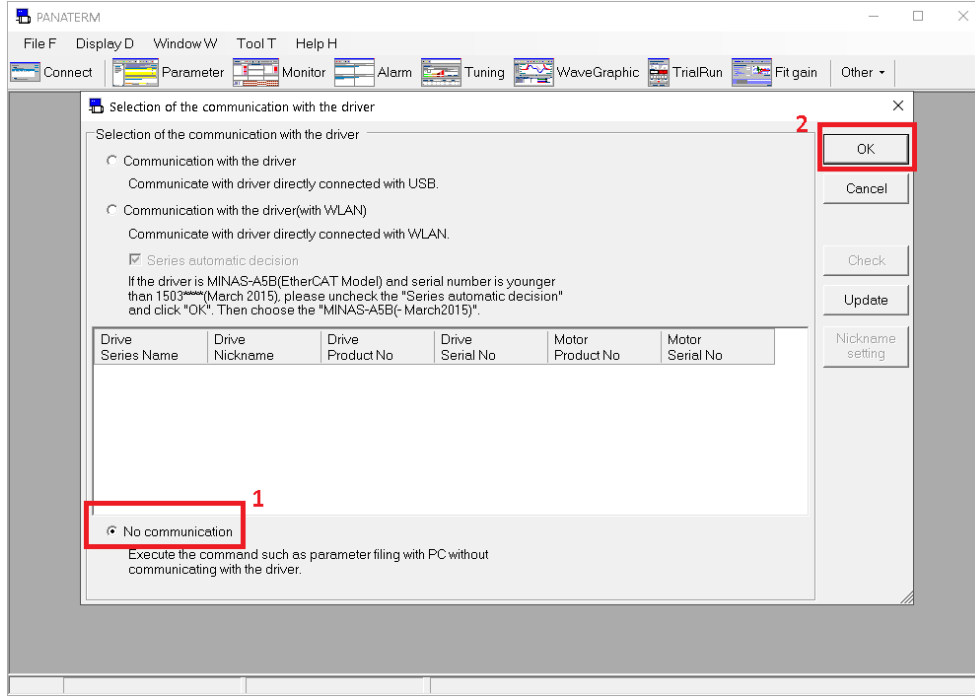 PANATERM
File F Display D Window W Tool T Help H
Connect Parameter Monitor Alarm Tuning WaveGraphic TrialRun Fit gain Other
Selection of the communication with the driver
2
Selection of the communication with the driver
OK
Communication with the driver
Communicate with driver directly connected with USB.
Cancel
Communication with the driver(with WLAN)
Communicate with driver directly connected with WLAN.
Series automatic decision
Check
If the driver is MINAS-A5B(EtherCAT Model) and serial number is younger
than 1503****(March 2015), please uncheck the "Series automatic decision"
and click "OK". Then choose the "MINAS-A5B(- March2015)".
Update
Drive Series Name
Drive Nickname
Drive Product No
Drive Serial No
Motor Product No
Motor Serial No
Nickname
setting
1
No communication
Execute the command such as parameter filing with PC without
communicating with the driver.